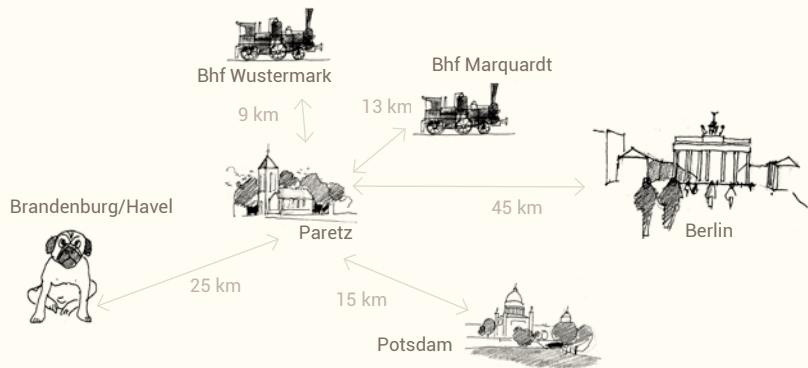 Bhf Wustermark
Bhf Marquardt
9 km
13 km
Brandenburg/Havel
45 km
Paretz
Berlin
25 km
15 km
Potsdam